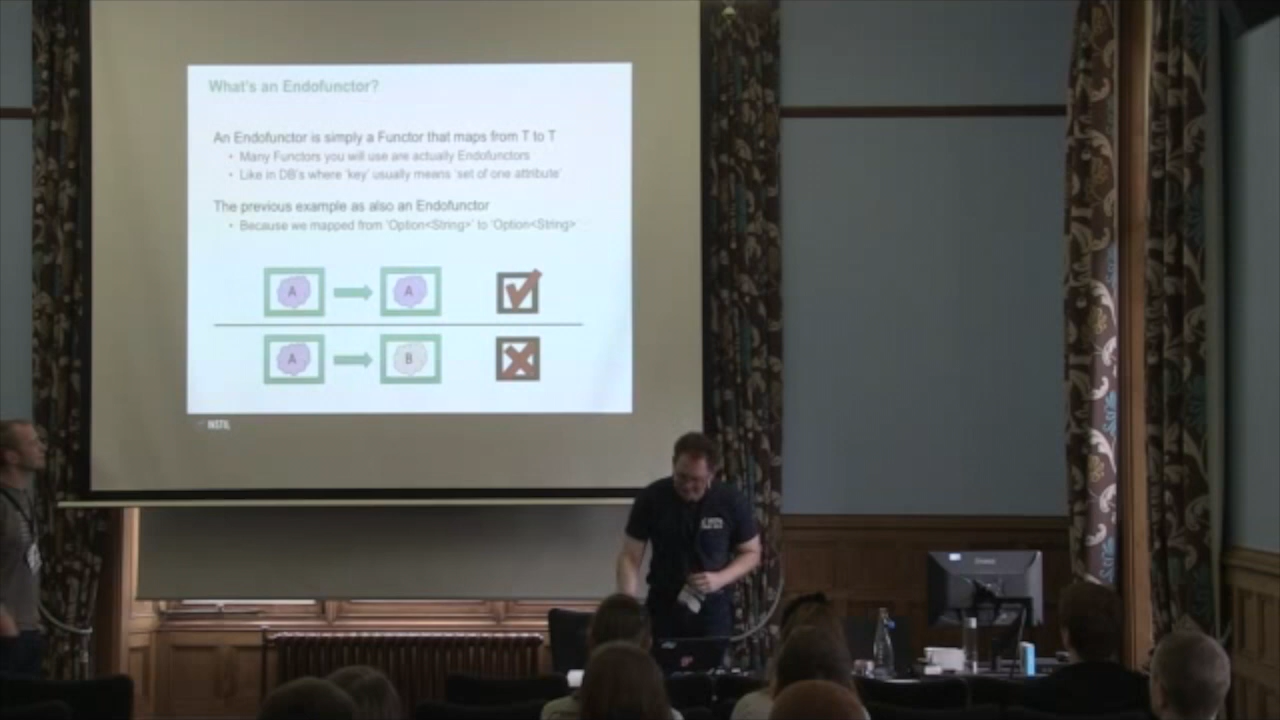 What's an Endofunctor?
An Endofunctor is simply a Functor that maps from T to T
• Many Functors you will use are actually Endofunctors
• Like in DB's where 'key' usually means 'set of one attribute'
The previous example as also an Endofunctor
• Because we mapped from 'Option<String>' to 'Option<String>
A A
A B
INSTIL